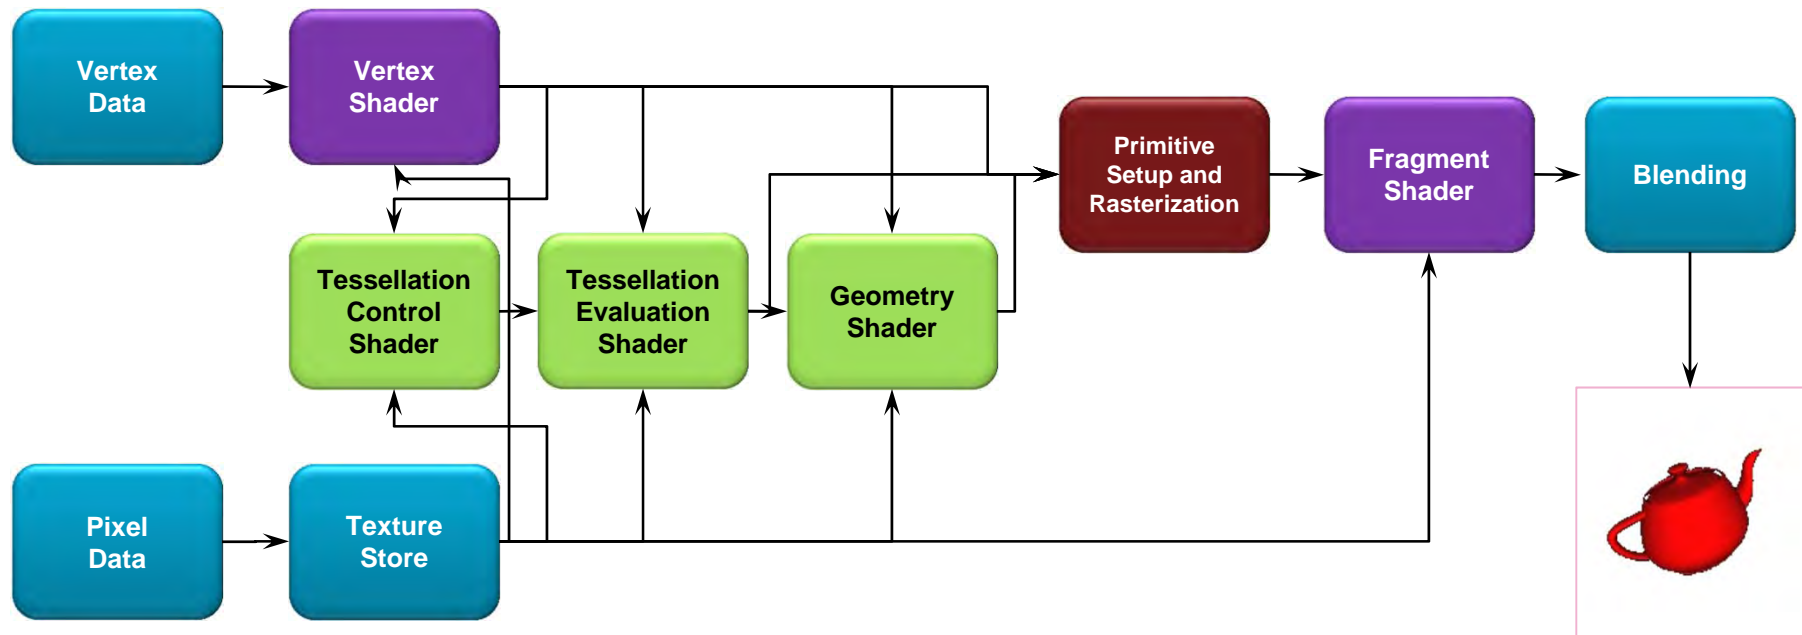 Vertex
Data
Vertex
Shader
Primitive
Setup and
Rasterization
Fragment
Shader
Blending
Tessellation
Control
Shader
Tessellation
Evaluation
Shader
Geometry
Shader
Pixel
Data
Texture
Store